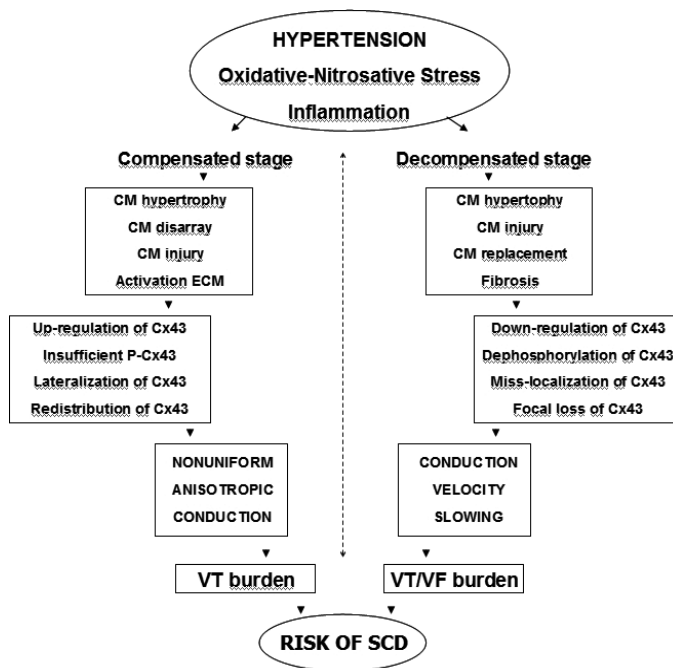 HYPERTENSION
Oxidative-Nitrosative Stress
Inflammation
Compensated stage
CM hypertrophy
CM disarray
CM injury
Activation ECM
Up-regulation of Cx43
Insufficient P-Cx43
Lateralization of Cx43
Redistribution of Cx43
NONUNIFORM
ANISOTROPIC
CONDUCTION
VT burden
Decompensated stage
CM hypertophy
CM injury
CM replacement
Fibrosis
Down-regulation of Cx43
Dephosphorylation of Cx43
Miss-localization of Cx43
Focal loss of Cx43
CONDUCTION
VELOCITY
SLOWING
VT/VF burden
RISK OF SCD